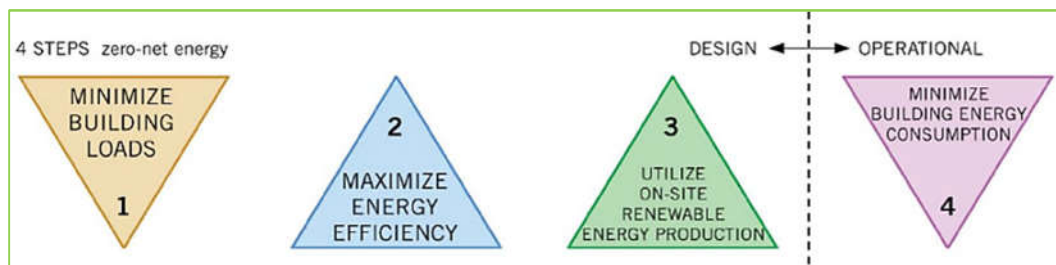 4 STEPS zero-net energy
DESIGN
OPERATIONAL
MINIMIZE
BUILDING
LOADS
1
2
MAXIMIZE
ENERGY
EFFICIENCY
3
UTILIZE
ON-SITE
RENEWABLE
ENERGY PRODUCTION
MINIMIZE
BUILDING ENERGY
CONSUMPTION
4